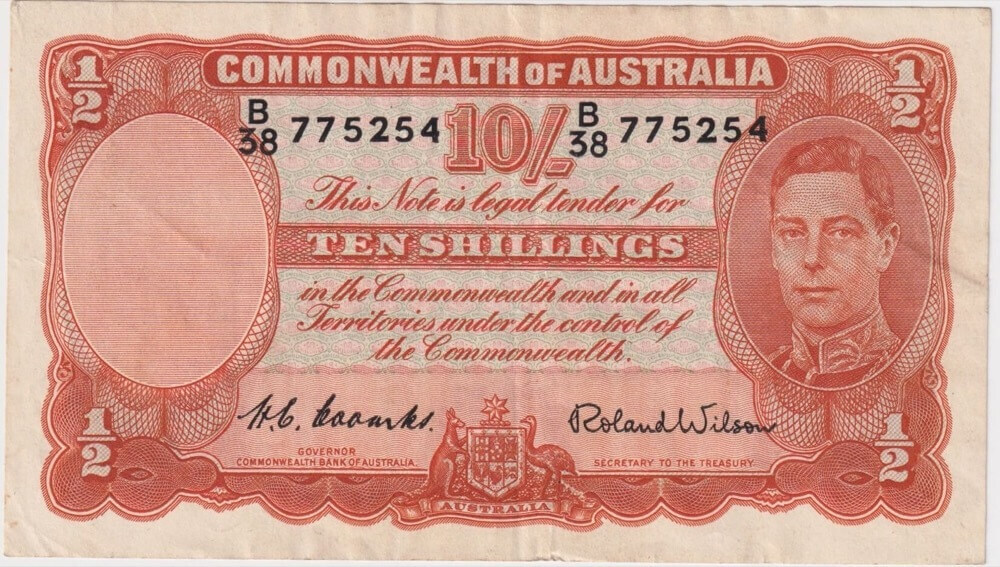 COMMONWEALTH OF AUSTRALIA
1/2
1/2
B/38 775254
10/-
B/38 775254
This Note is legal tender for
TEN SHILLINGS
in the Commonwealth and in all
Territories under the control of
the Commonwealth.
H.C. Coombs.
Roland Wilson
GOVERNOR
COMMONWEALTH BANK OF AUSTRALIA.
SECRETARY TO THE TREASURY
1/2
1/2
AUSTRALIA